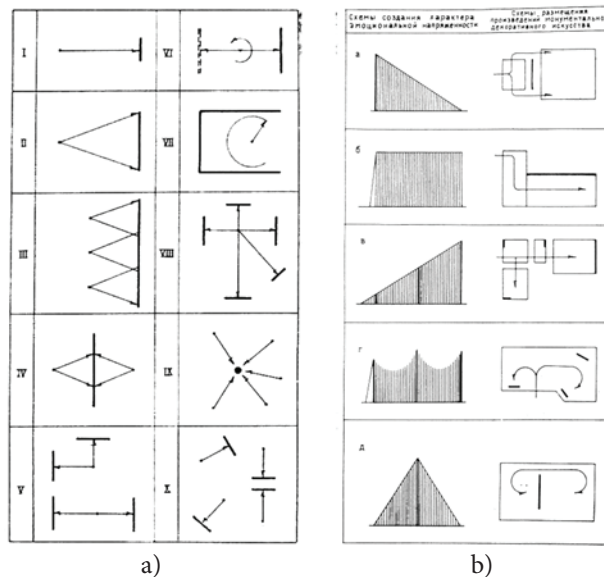 I VI
II VII
III VIII
IV IX
V X
a)
Схемы создания характера
эмоциональной напряженности
Схемы размещения
произведений монументально
декоративного искусства
а
б
в
г
д
b)